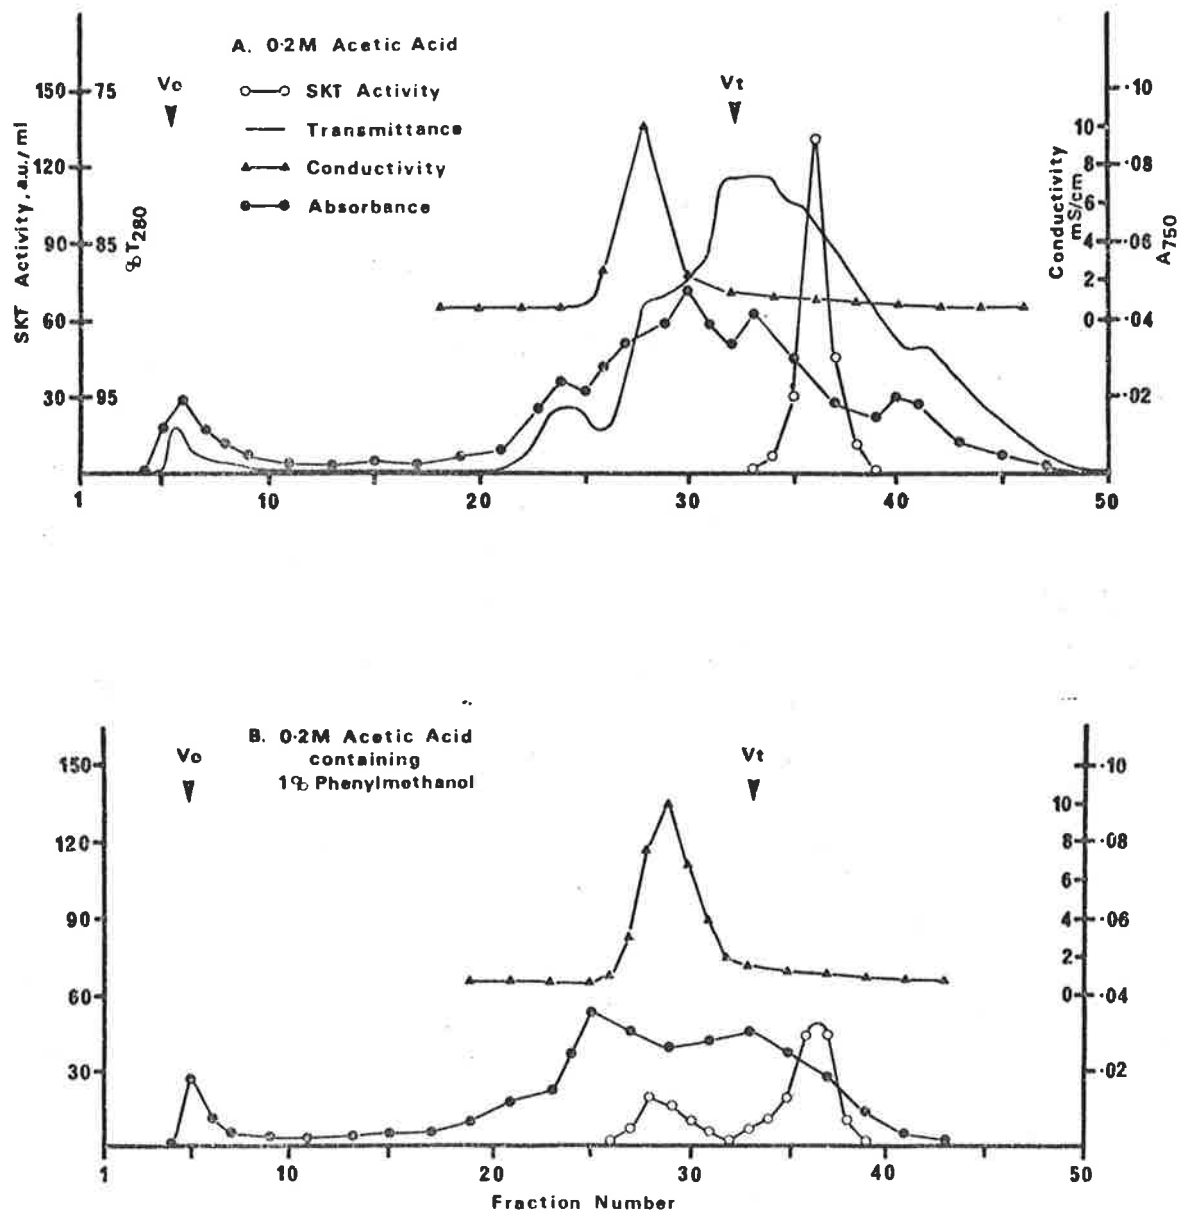 A. 0·2M Acetic Acid
SKT Activity
Transmittance
Conductivity
Absorbance
Vo
Vt
SKT Activity, a.u./ml
150
120
90
60
30
%T280
75
85
95
Conductivity
mS/cm
10
8
6
4
2
0
A750
·10
·08
·06
·04
·02
1
10
20
30
40
50
B. 0·2M Acetic Acid
containing
1% Phenylmethanol
Vo
Vt
150
120
90
60
30
10
8
6
4
2
0
·10
·08
·06
·04
·02
1
10
20
30
40
50
Fraction Number